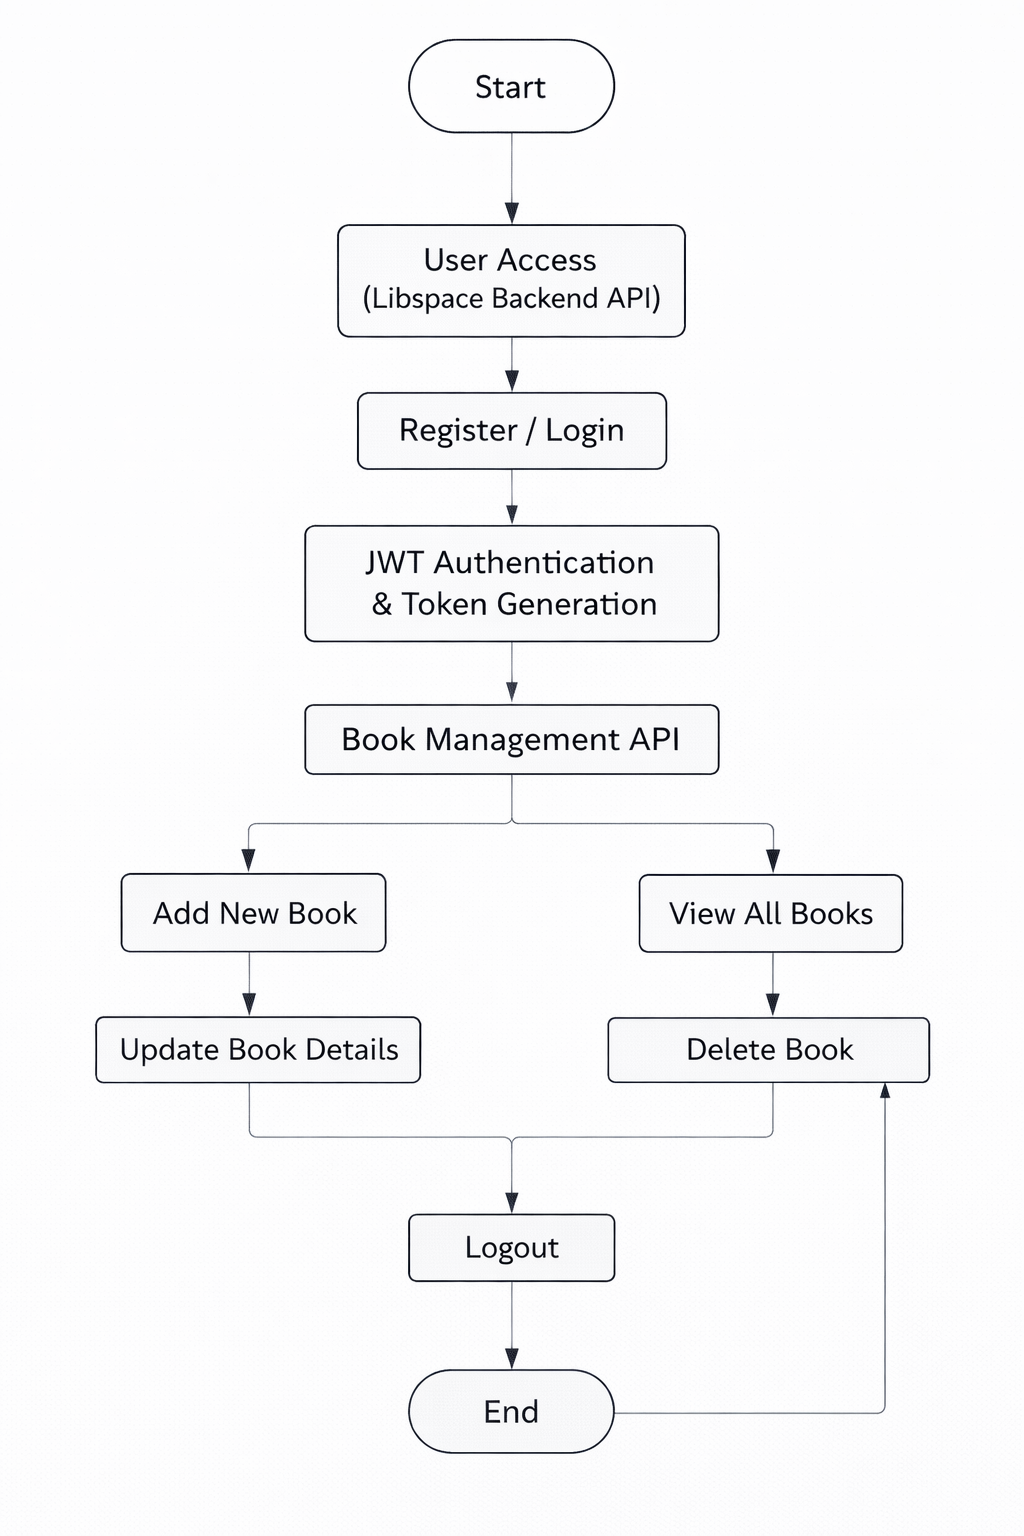 Start
User Access
(Libspace Backend API)
Register / Login
JWT Authentication
& Token Generation
Book Management API
Add New Book
View All Books
Update Book Details
Delete Book
Logout
End